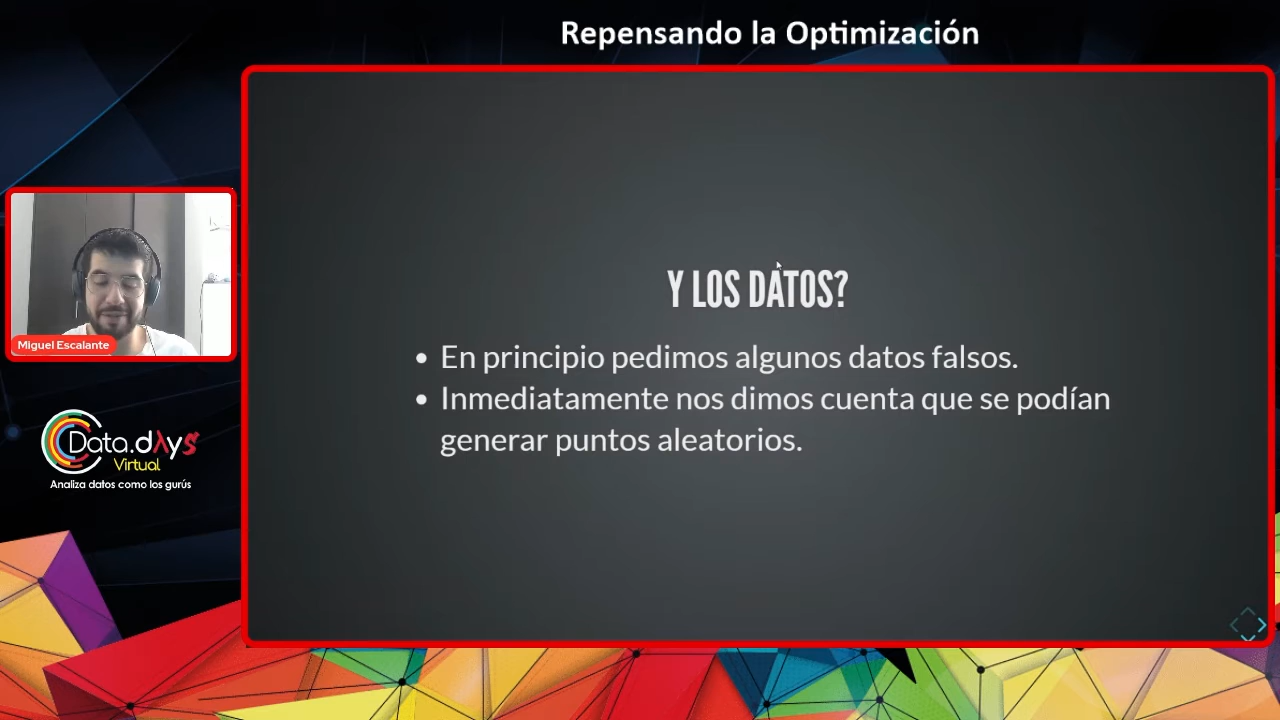 Repensando la Optimización
Y LOS DATOS?
• En principio pedimos algunos datos falsos.
• Inmediatamente nos dimos cuenta que se podían
generar puntos aleatorios.
Miguel Escalante
Data.dAys
Virtual
Analiza datos como los gurús